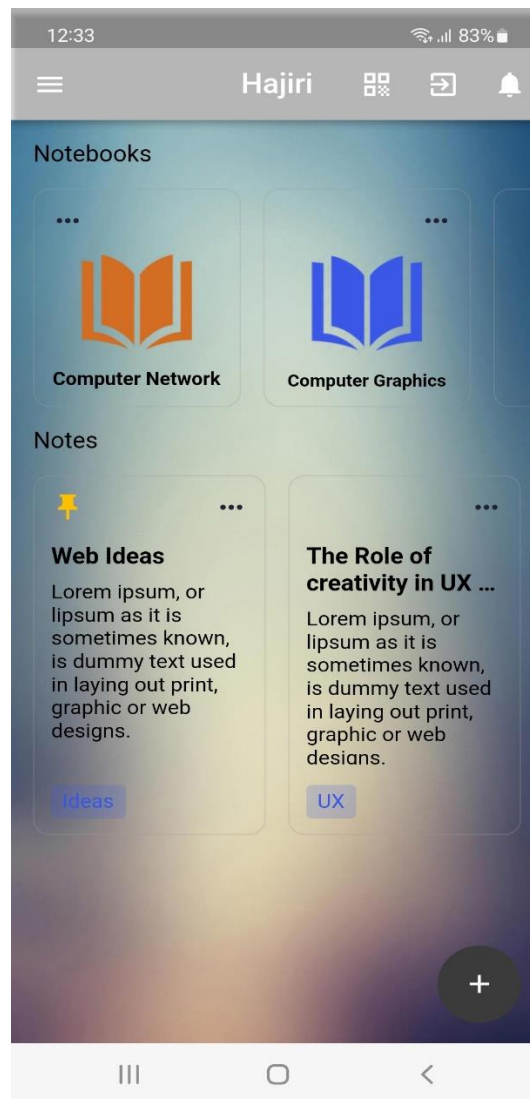 12:33 83%
Hajiri
Notebooks
Computer Network
Computer Graphics
Notes
Web Ideas
Lorem ipsum, or
lipsum as it is
sometimes known,
is dummy text used
in laying out print,
graphic or web
designs.
Ideas
The Role of
creativity in UX ...
Lorem ipsum, or
lipsum as it is
sometimes known,
is dummy text used
in laying out print,
graphic or web
designs.
UX